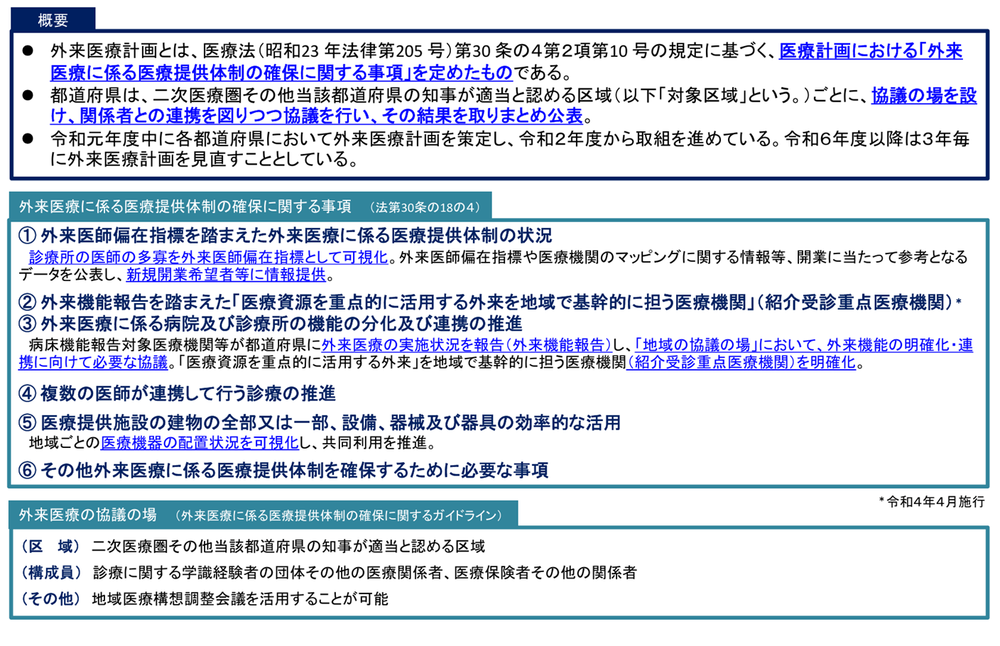 概要
● 外来医療計画とは、医療法（昭和23 年法律第205 号）第30 条の４第２項第10 号の規定に基づく、医療計画における「外来
医療に係る医療提供体制の確保に関する事項」を定めたものである。
● 都道府県は、二次医療圏その他当該都道府県の知事が適当と認める区域（以下「対象区域」という。）ごとに、協議の場を設
け、関係者との連携を図りつつ協議を行い、その結果を取りまとめ公表。
● 令和元年度中に各都道府県において外来医療計画を策定し、令和２年度から取組を進めている。令和６年度以降は３年毎
に外来医療計画を見直すこととしている。
外来医療に係る医療提供体制の確保に関する事項　（法第30条の18の４）
① 外来医師偏在指標を踏まえた外来医療に係る医療提供体制の状況
診療所の医師の多寡を外来医師偏在指標として可視化。外来医師偏在指標や医療機関のマッピングに関する情報等、開業に当たって参考となる
データを公表し、新規開業希望者等に情報提供。
② 外来機能報告を踏まえた「医療資源を重点的に活用する外来を地域で基幹的に担う医療機関」（紹介受診重点医療機関）*
③ 外来医療に係る病院及び診療所の機能の分化及び連携の推進
病床機能報告対象医療機関等が都道府県に外来医療の実施状況を報告（外来機能報告）し、「地域の協議の場」において、外来機能の明確化・連
携に向けて必要な協議。「医療資源を重点的に活用する外来」を地域で基幹的に担う医療機関（紹介受診重点医療機関）を明確化。
④ 複数の医師が連携して行う診療の推進
⑤ 医療提供施設の建物の全部又は一部、設備、器械及び器具の効率的な活用
地域ごとの医療機器の配置状況を可視化し、共同利用を推進。
⑥ その他外来医療に係る医療提供体制を確保するために必要な事項
*令和４年４月施行
外来医療の協議の場　（外来医療に係る医療提供体制の確保に関するガイドライン）
（区　域）　二次医療圏その他当該都道府県の知事が適当と認める区域
（構成員）　診療に関する学識経験者の団体その他の医療関係者、医療保険者その他の関係者
（その他）　地域医療構想調整会議を活用することが可能